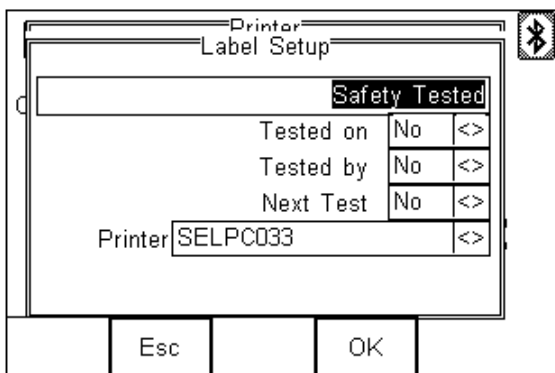 Printer
Label Setup
Safety Tested
Tested on No <>
Tested by No <>
Next Test No <>
Printer SELPC033 <>
Esc OK